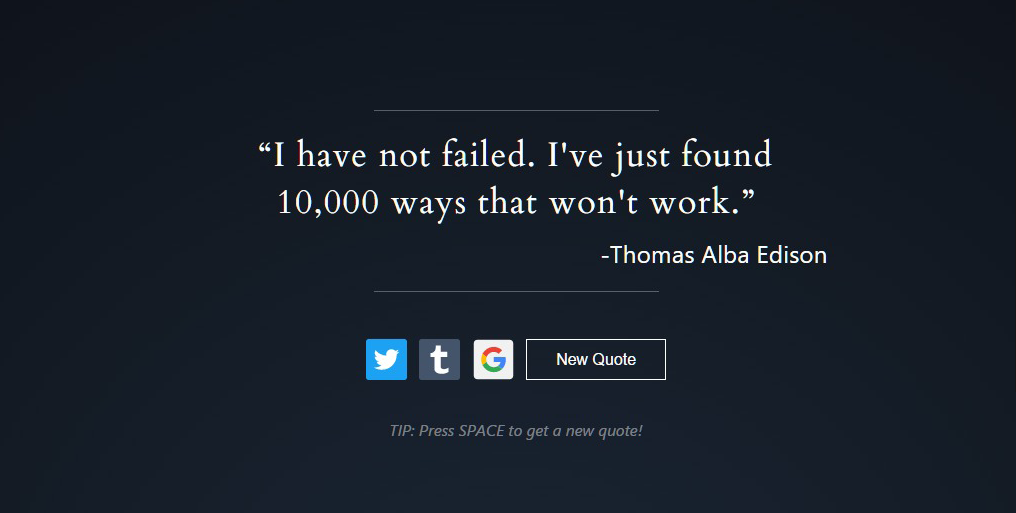 “I have not failed. I've just found
10,000 ways that won't work.”
-Thomas Alba Edison
New Quote
TIP: Press SPACE to get a new quote!